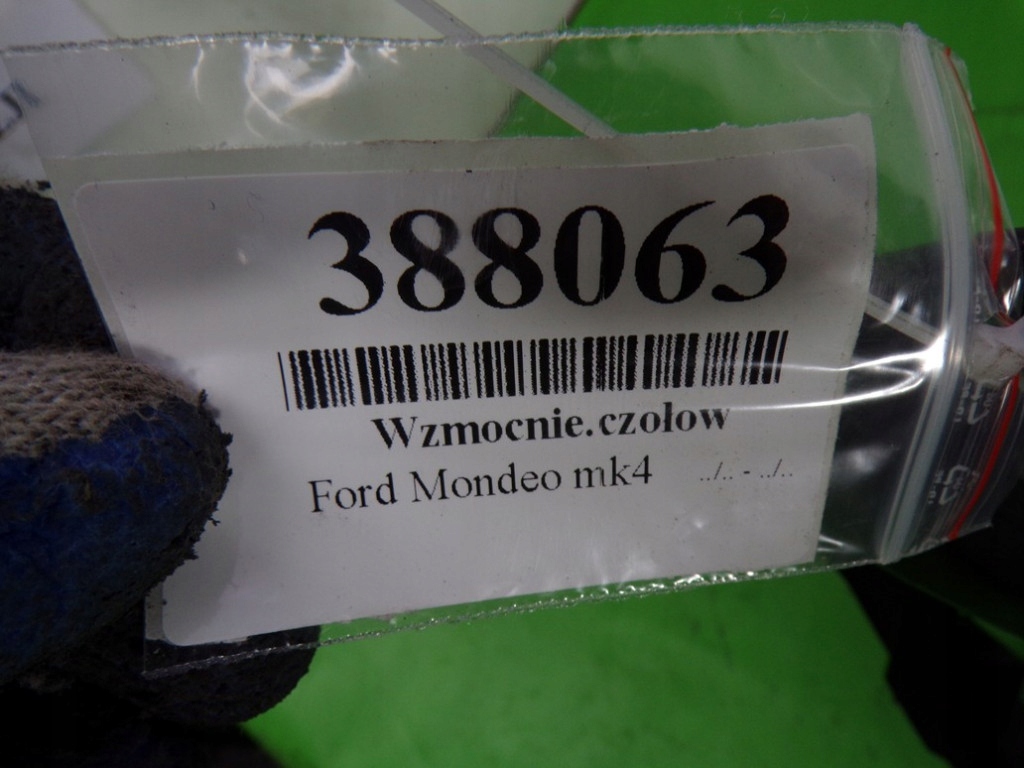 388063
Wzmocnie.czołow
Ford Mondeo mk4 ../.. - ../..